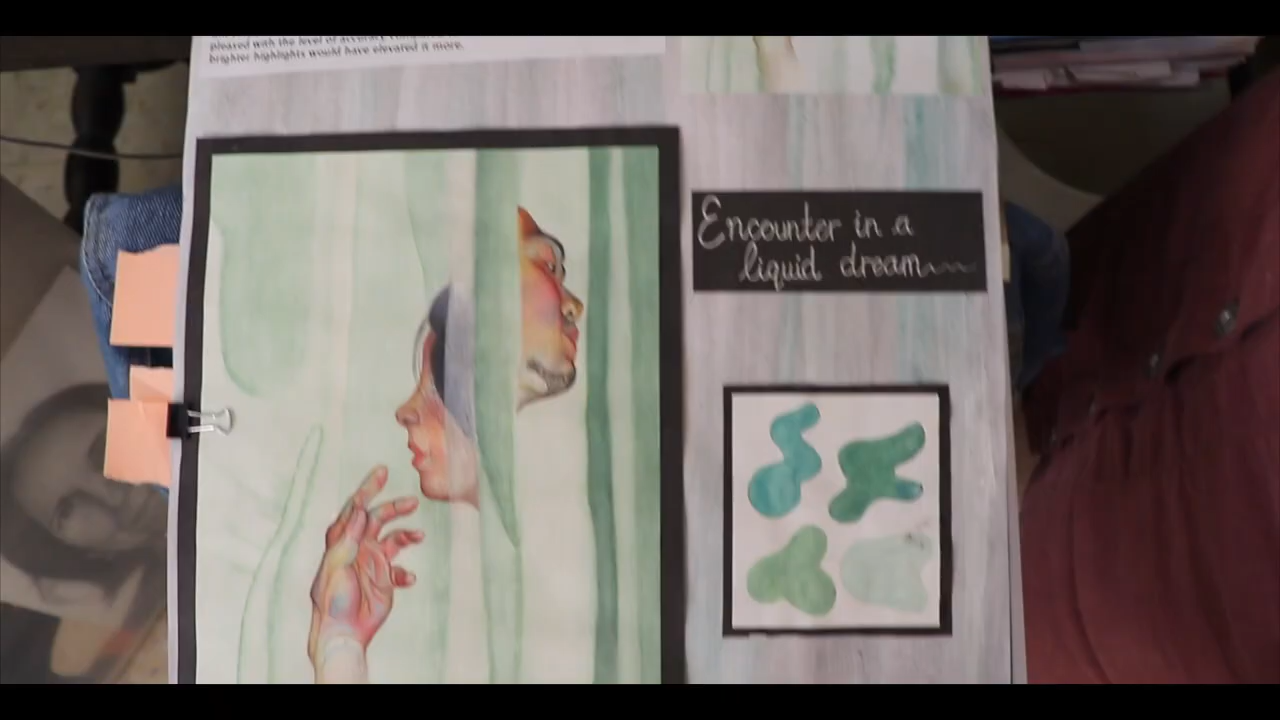 pleased with the level of accuracy
brighter highlights would have elevated it more.
Encounter in a
liquid dream